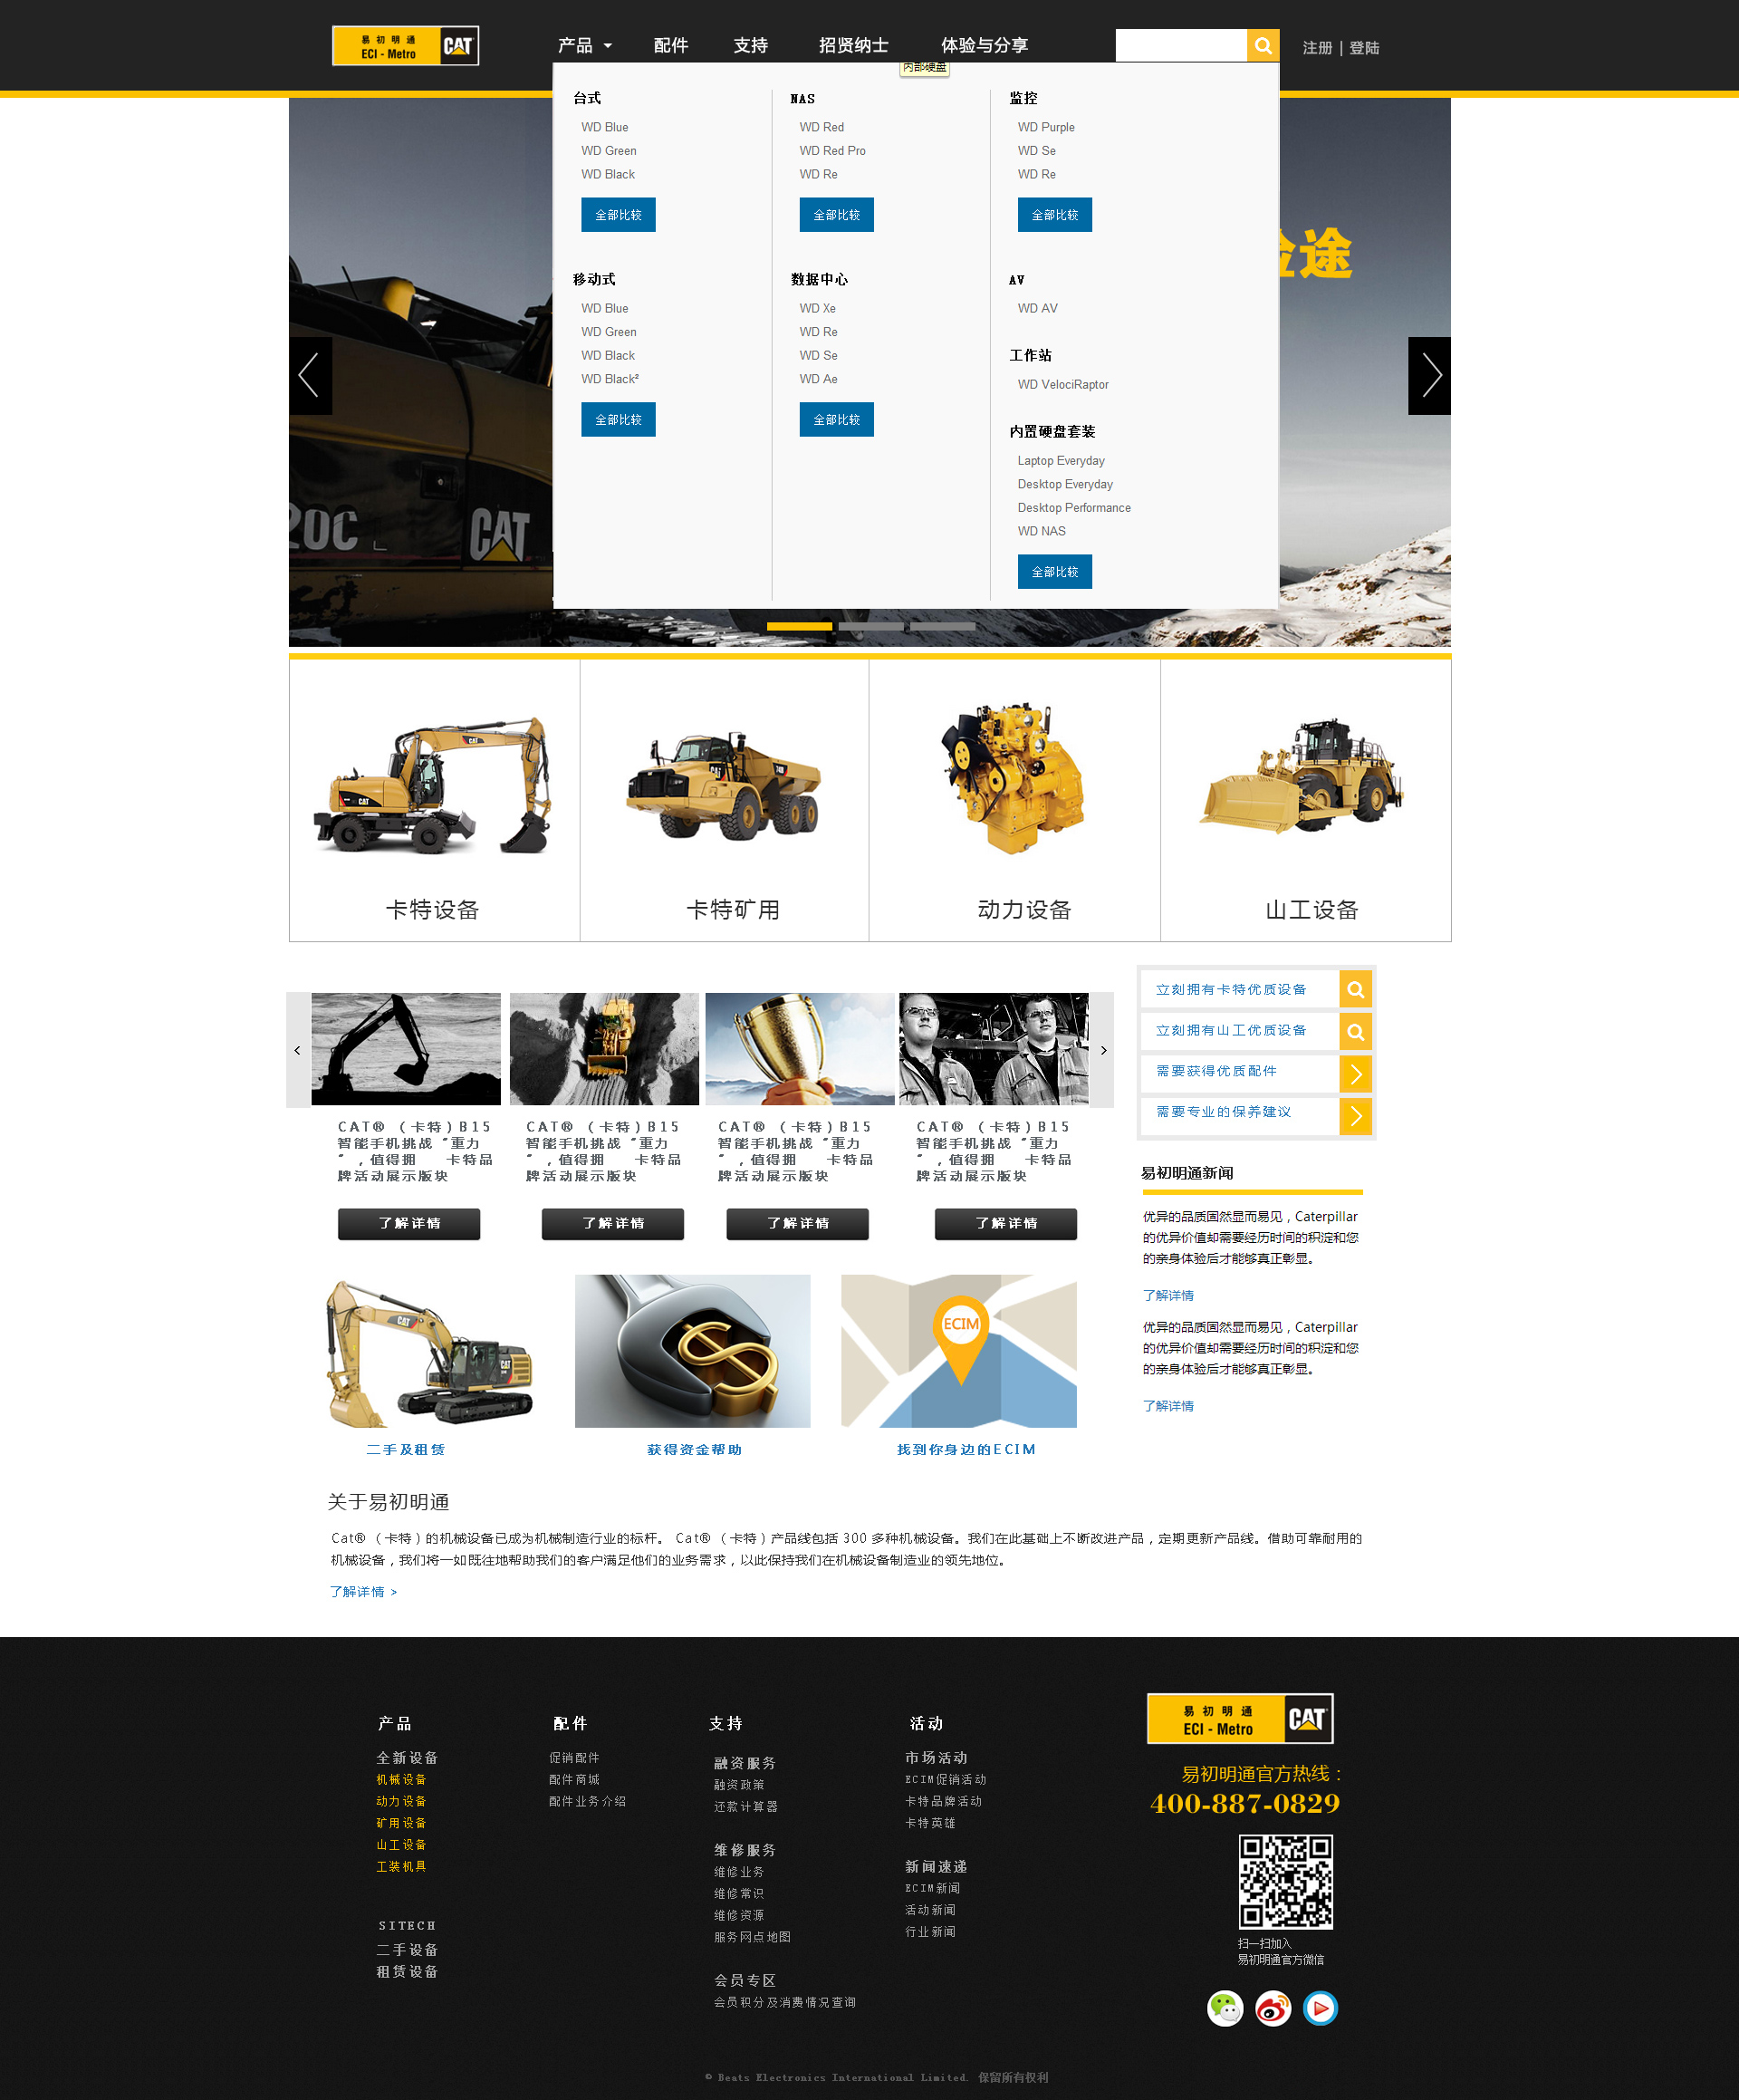 易初明通
ECI - Metro
CAT
产品
配件
支持
招贤纳士
体验与分享
注册 | 登陆
内部硬盘
台式
WD Blue
WD Green
WD Black
全部比较
NAS
WD Red
WD Red Pro
WD Re
全部比较
监控
WD Purple
WD Se
WD Re
全部比较
移动式
WD Blue
WD Green
WD Black
WD Black²
全部比较
数据中心
WD Xe
WD Re
WD Se
WD Ae
全部比较
AV
WD AV
工作站
WD VelociRaptor
内置硬盘套装
Laptop Everyday
Desktop Everyday
Desktop Performance
WD NAS
全部比较
险途
20C
CAT
卡特设备
卡特矿用
动力设备
山工设备
CAT®（卡特）B15
智能手机挑战 "重力
"，值得拥　卡特品
牌活动展示版块
了解详情
CAT®（卡特）B15
智能手机挑战 "重力
"，值得拥　卡特品
牌活动展示版块
了解详情
CAT®（卡特）B15
智能手机挑战 "重力
"，值得拥　卡特品
牌活动展示版块
了解详情
CAT®（卡特）B15
智能手机挑战 "重力
"，值得拥　卡特品
牌活动展示版块
了解详情
立刻拥有卡特优质设备
立刻拥有山工优质设备
需要获得优质配件
需要专业的保养建议
易初明通新闻
优异的品质固然显而易见，Caterpillar
的优异价值却需要经历时间的积淀和您
的亲身体验后才能够真正彰显。
了解详情
优异的品质固然显而易见，Caterpillar
的优异价值却需要经历时间的积淀和您
的亲身体验后才能够真正彰显。
了解详情
CAT
CAT
ECIM
二手及租赁
获得资金帮助
找到你身边的ECIM
关于易初明通
Cat®（卡特）的机械设备已成为机械制造行业的标杆。 Cat®（卡特）产品线包括 300 多种机械设备。我们在此基础上不断改进产品，定期更新产品线。借助可靠耐用的
机械设备，我们将一如既往地帮助我们的客户满足他们的业务需求，以此保持我们在机械设备制造业的领先地位。
了解详情 >
产品
全新设备
机械设备
动力设备
矿用设备
山工设备
工装机具
SITECH
二手设备
租赁设备
配件
促销配件
配件商城
配件业务介绍
支持
融资服务
融资政策
还款计算器
维修服务
维修业务
维修常识
维修资源
服务网点地图
会员专区
会员积分及消费情况查询
活动
市场活动
ECIM促销活动
卡特品牌活动
卡特英雄
新闻速递
ECIM新闻
活动新闻
行业新闻
易初明通
ECI - Metro
CAT
易初明通官方热线：
400-887-0829
扫一扫加入
易初明通官方微信
© Beats Electronics International Limited. 保留所有权利